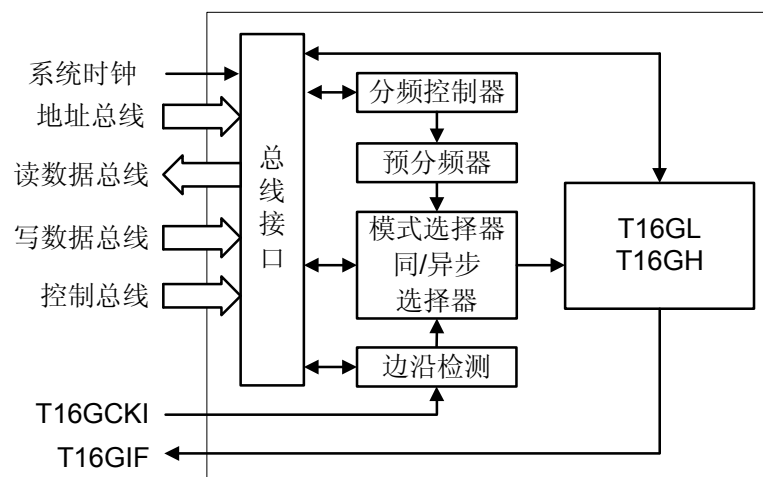 系统时钟
地址总线
读数据总线
写数据总线
控制总线
T16GCKI
T16GIF
总线接口
分频控制器
预分频器
模式选择器
同/异步
选择器
边沿检测
T16GL
T16GH